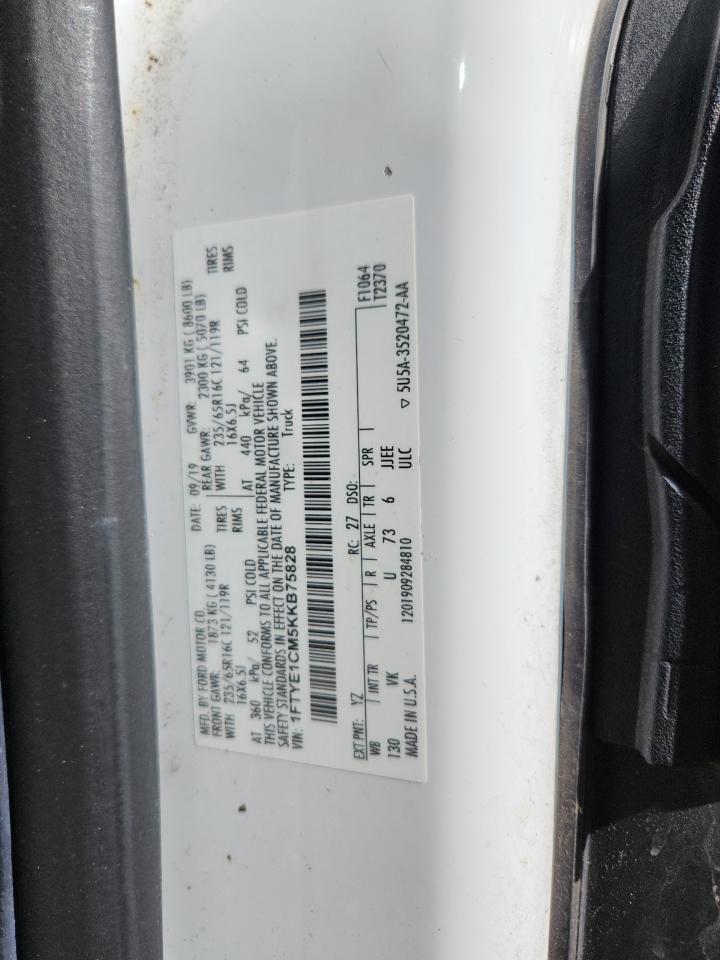 MFD. BY FORD MOTOR CO.
DATE: 09/19 GVWR: 3901 KG ( 8600 LB)
FRONT GAWR: 1873 KG ( 4130 LB) REAR GAWR: 2300 KG ( 5070 LB)
WITH 235/65R16C 121/119R TIRES WITH 235/65R16C 121/119R TIRES
16X6.5J RIMS 16X6.5J RIMS
AT 360 kPa/ 52 PSI COLD AT 440 kPa/ 64 PSI COLD
THIS VEHICLE CONFORMS TO ALL APPLICABLE FEDERAL MOTOR VEHICLE
SAFETY STANDARDS IN EFFECT ON THE DATE OF MANUFACTURE SHOWN ABOVE.
VIN: 1FTYE1CM5KKB75828 TYPE: Truck
EXT PNT: YZ RC: 27 DSO: F1064
WB INT TR TP/PS R AXLE TR SPR T2370
130 VK U 73 6 JJEE
MADE IN U.S.A. 1201909284810 ULC ▽ 5U5A-3520472-AA